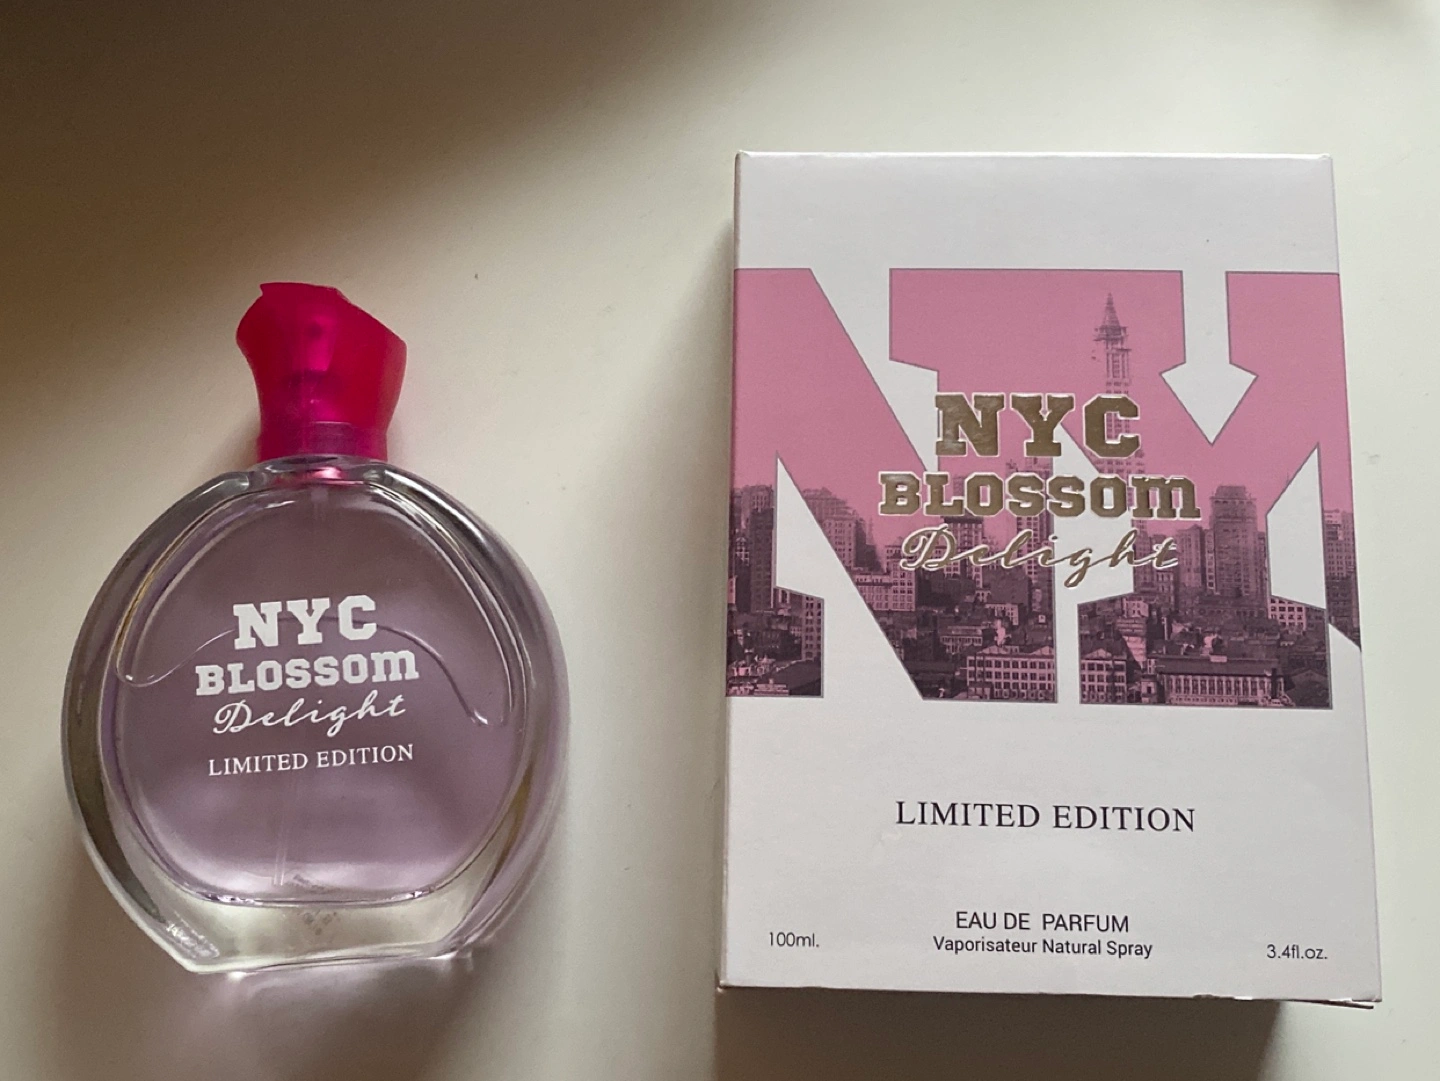 NYC
BLOSSOM
Delight
LIMITED EDITION
NYC
BLOSSOM
Delight
LIMITED EDITION
EAU DE PARFUM
Vaporisateur Natural Spray
100ml.
3.4fl.oz.